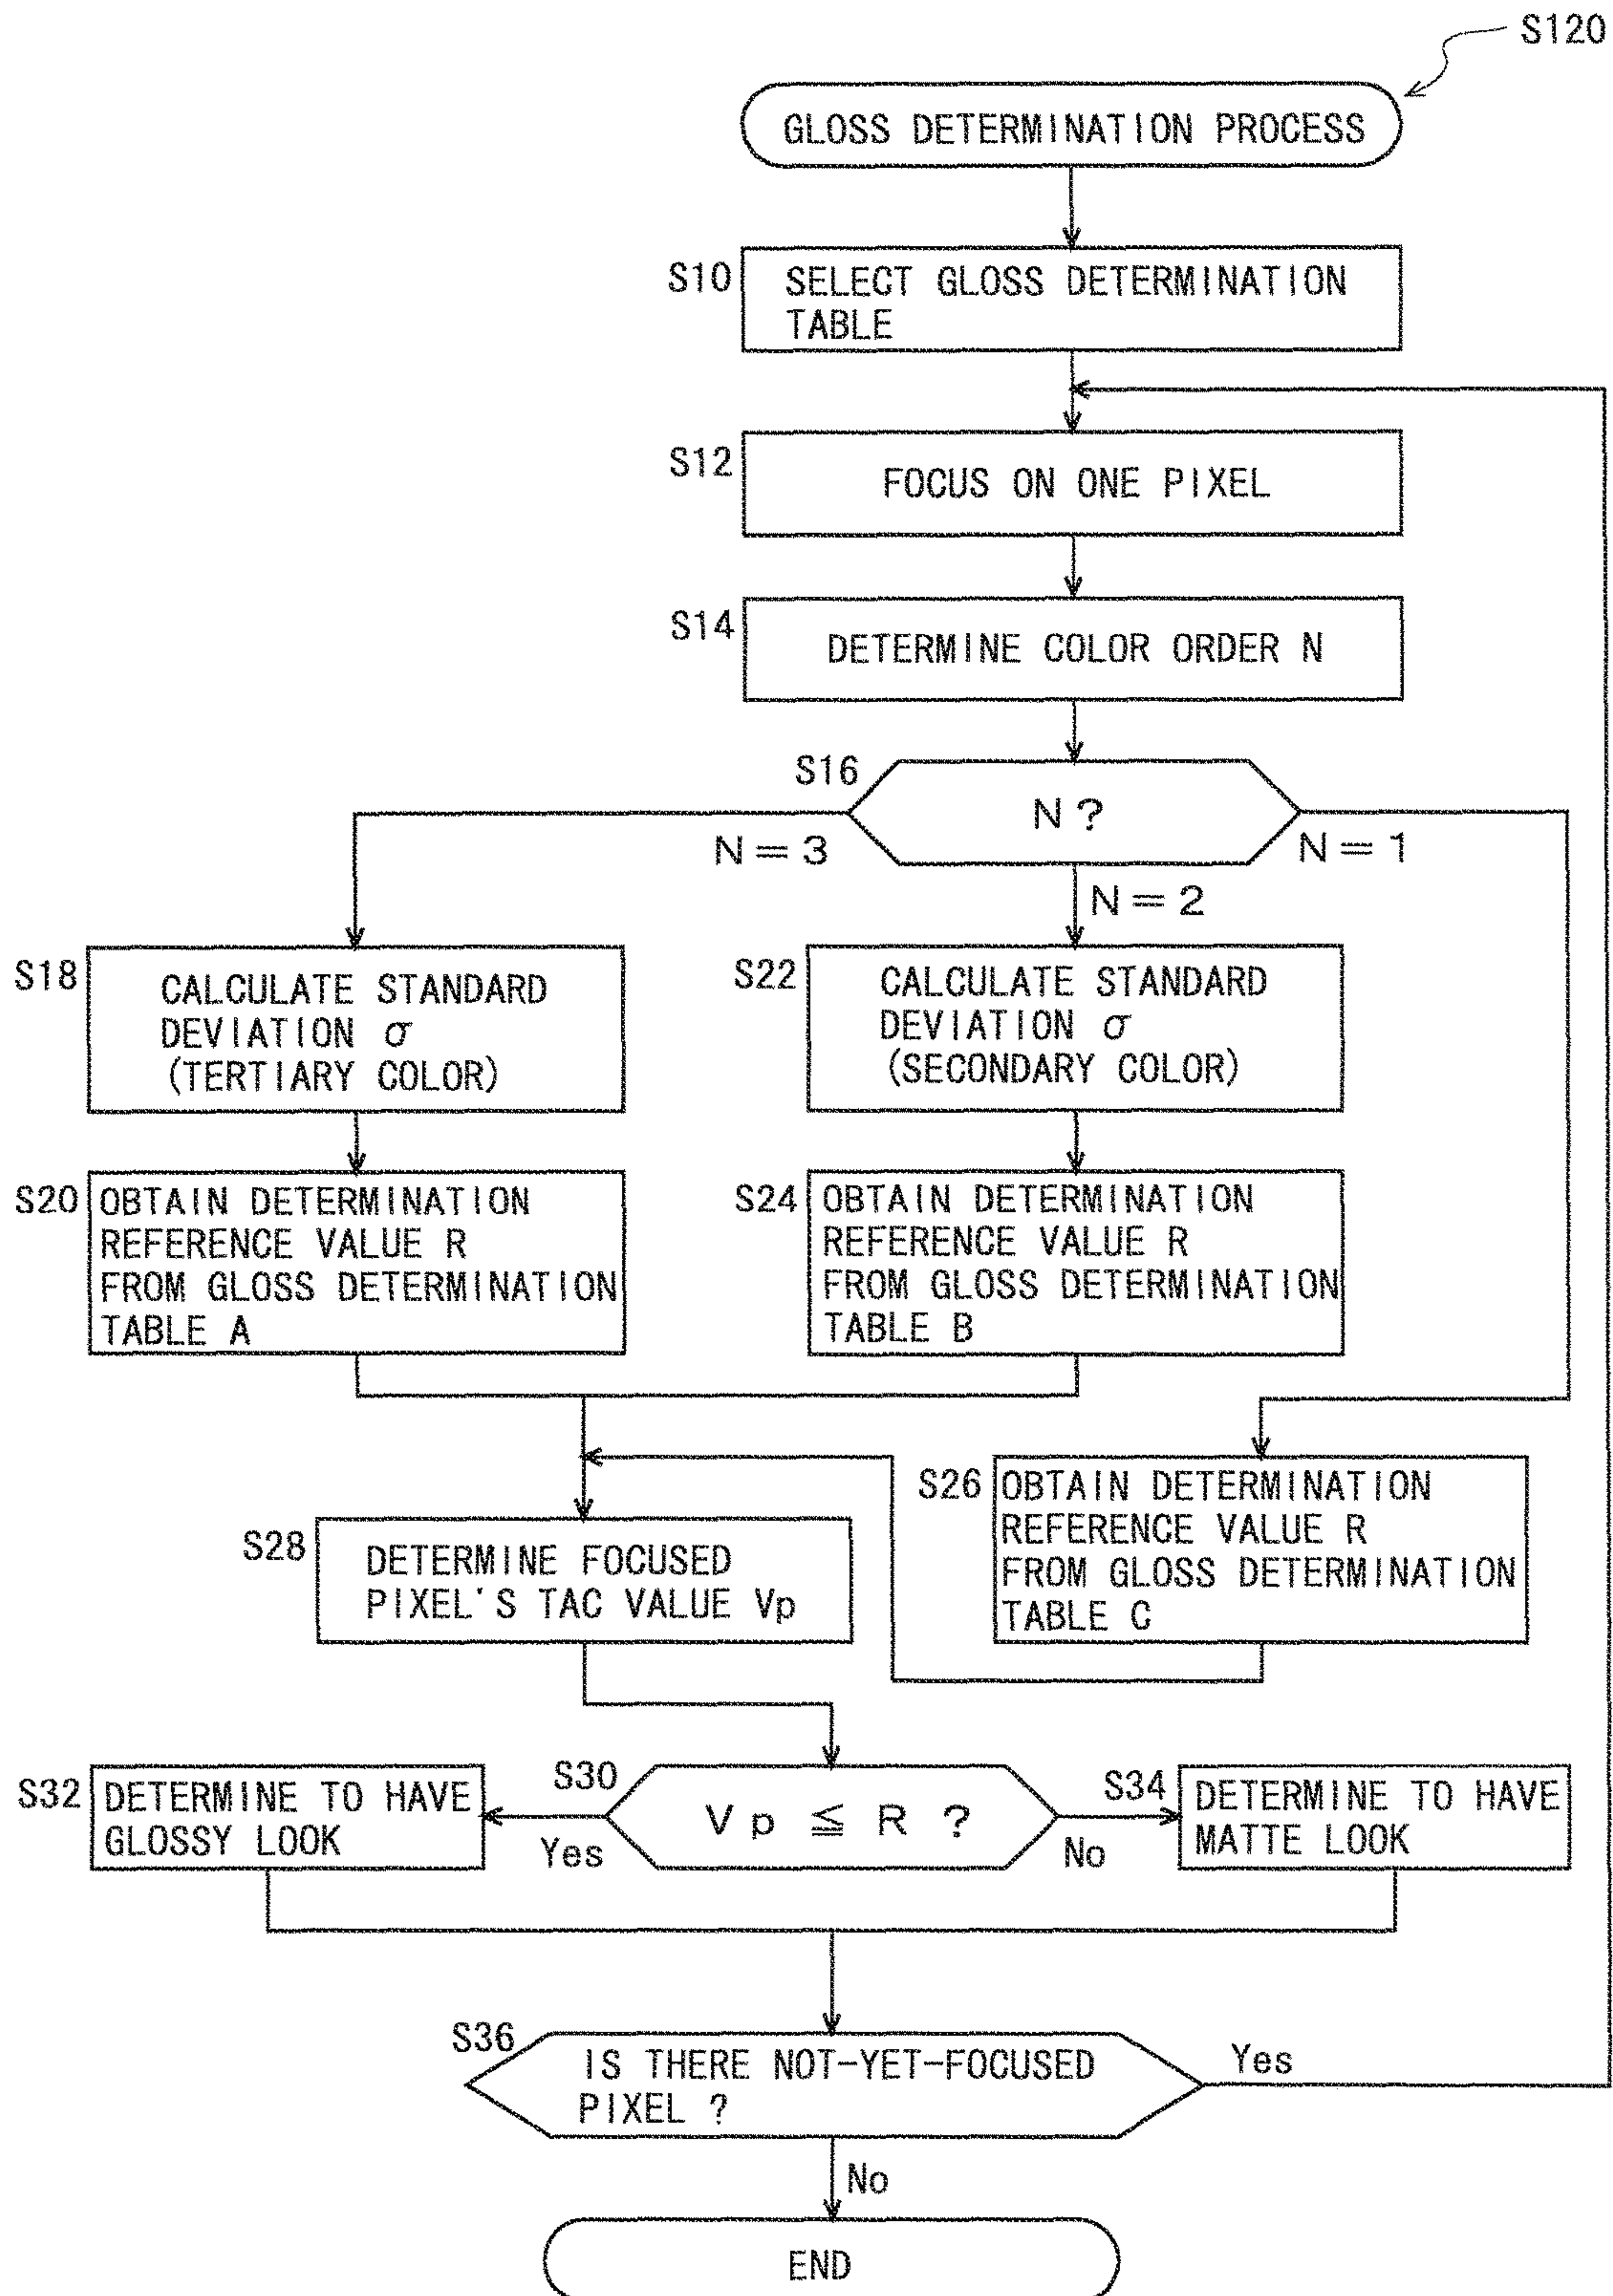 S120
GLOSS DETERMINATION PROCESS
S10
SELECT GLOSS DETERMINATION
TABLE
S12
FOCUS ON ONE PIXEL
S14
DETERMINE COLOR ORDER N
S16
N ?
N = 3
N = 1
N = 2
S18
CALCULATE STANDARD
DEVIATION σ
(TERTIARY COLOR)
S22
CALCULATE STANDARD
DEVIATION σ
(SECONDARY COLOR)
S20
OBTAIN DETERMINATION
REFERENCE VALUE R
FROM GLOSS DETERMINATION
TABLE A
S24
OBTAIN DETERMINATION
REFERENCE VALUE R
FROM GLOSS DETERMINATION
TABLE B
S26
OBTAIN DETERMINATION
REFERENCE VALUE R
FROM GLOSS DETERMINATION
TABLE C
S28
DETERMINE FOCUSED
PIXEL'S TAC VALUE Vp
S30
Vp ≦ R ?
Yes
No
S32
DETERMINE TO HAVE
GLOSSY LOOK
S34
DETERMINE TO HAVE
MATTE LOOK
S36
IS THERE NOT-YET-FOCUSED
PIXEL ?
Yes
No
END